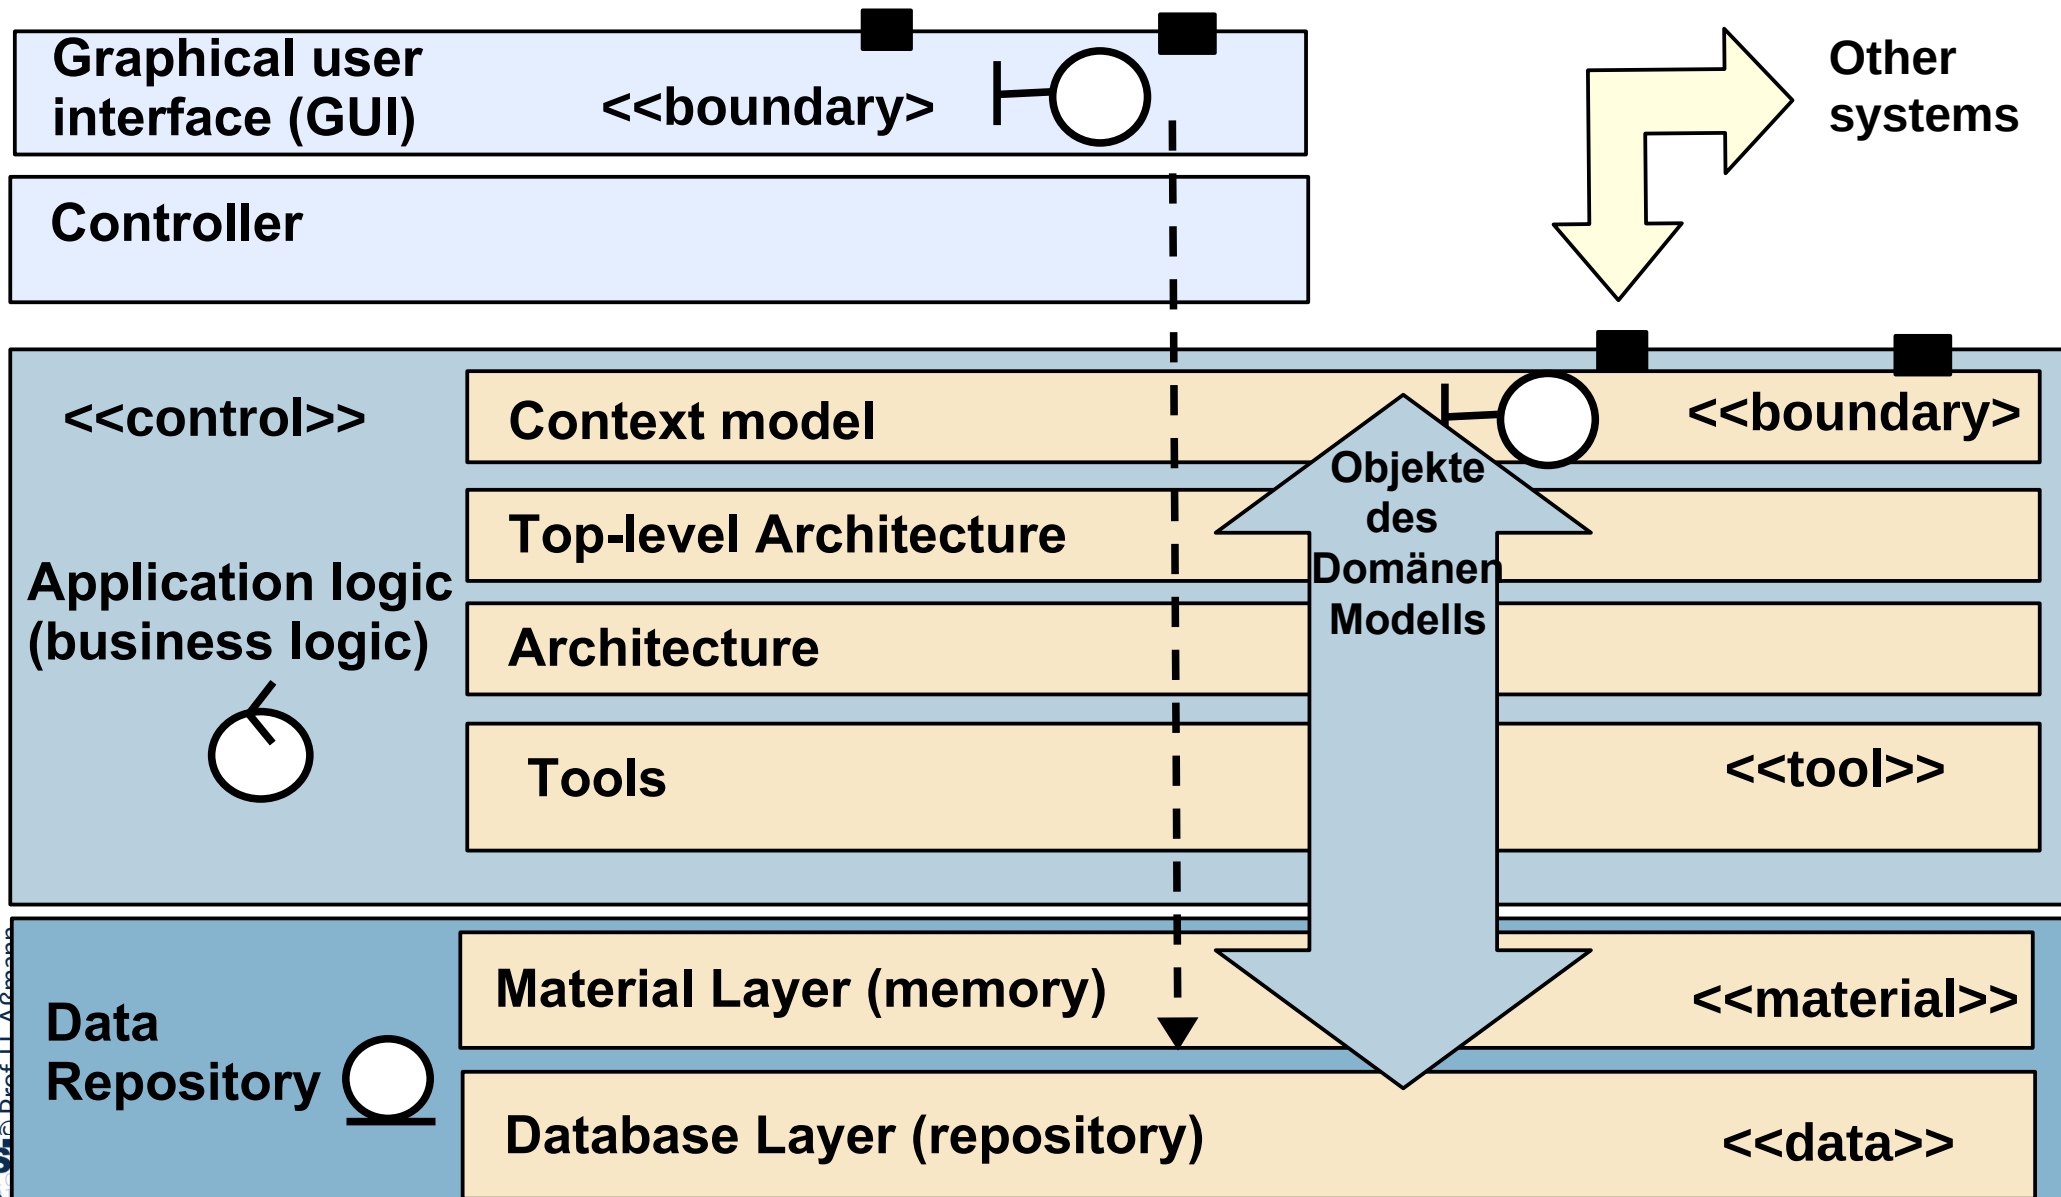 Graphical user
interface (GUI)
<<boundary>
Other
systems
Controller
<<control>>
Context model
<<boundary>
Objekte
des
Domänen
Modells
Top-level Architecture
Application logic
(business logic)
Architecture
Tools
<<tool>>
Data
Repository
Material Layer (memory)
<<material>>
Database Layer (repository)
<<data>>